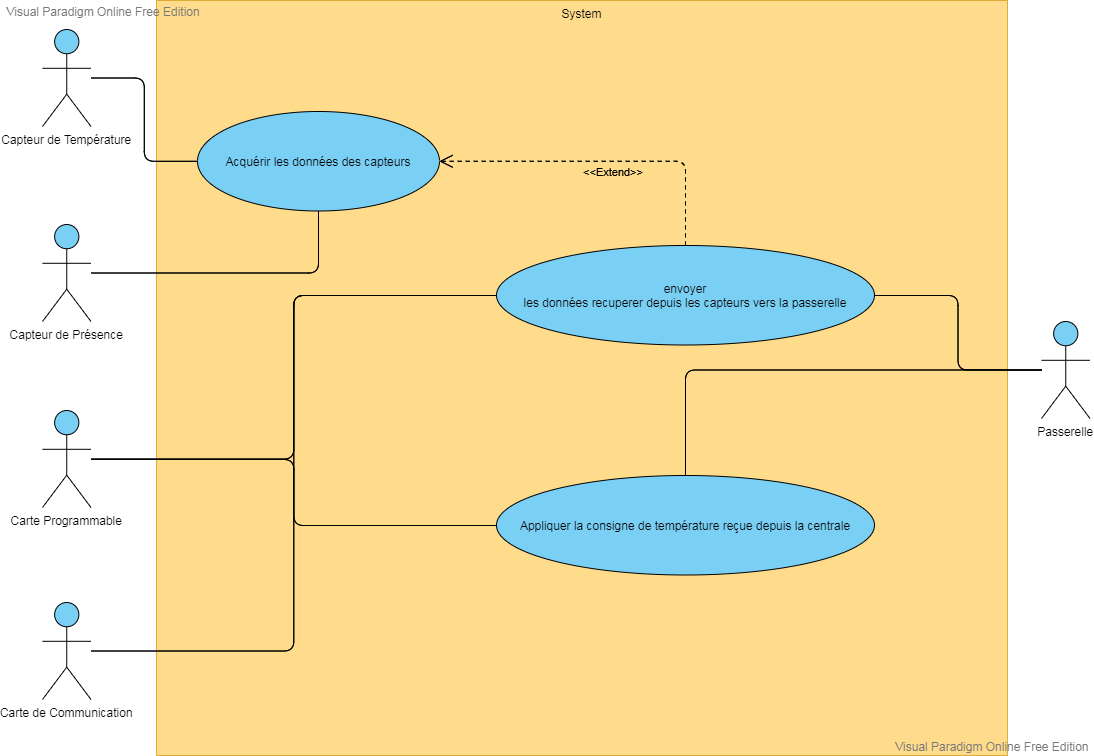 Visual Paradigm Online Free Edition
System
Capteur de Température
Acquérir les données des capteurs
<<Extend>>
Capteur de Présence
envoyer
les données recuperer depuis les capteurs vers la passerelle
Passerelle
Carte Programmable
Appliquer la consigne de température reçue depuis la centrale
Carte de Communication
Visual Paradigm Online Free Edition